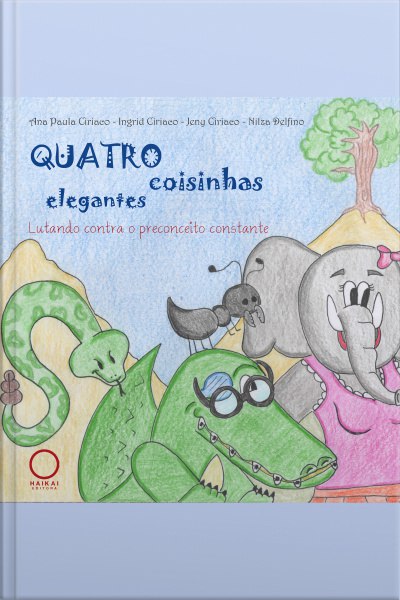 Ana Paula Ciriaco - Ingrid Ciriaco - Jeny Ciriaco - Nilza Delfino
QUATRO
coisinhas
elegantes
Lutando contra o preconceito constante
HAIKAI
EDITORA